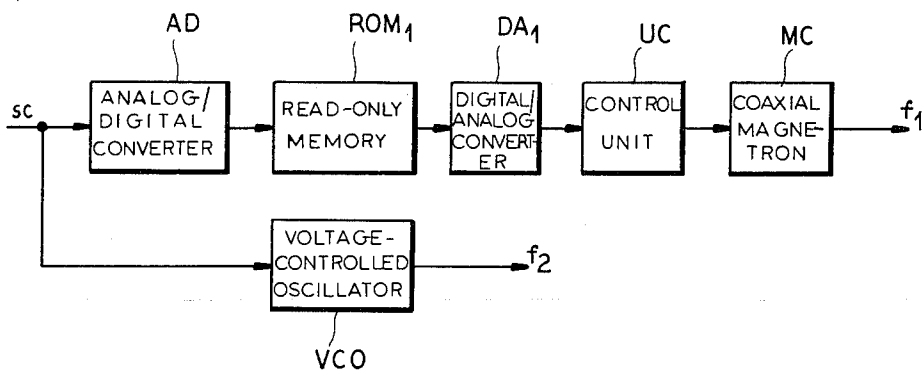 AD
ROM1
DA1
UC
MC
sc
ANALOG/
DIGITAL
CONVERTER
READ-ONLY
MEMORY
DIGITAL/
ANALOG
CONVERT-
ER
CONTROL
UNIT
COAXIAL
MAGNE-
TRON
f1
VOLTAGE-
CONTROLLED
OSCILLATOR
f2
VCO